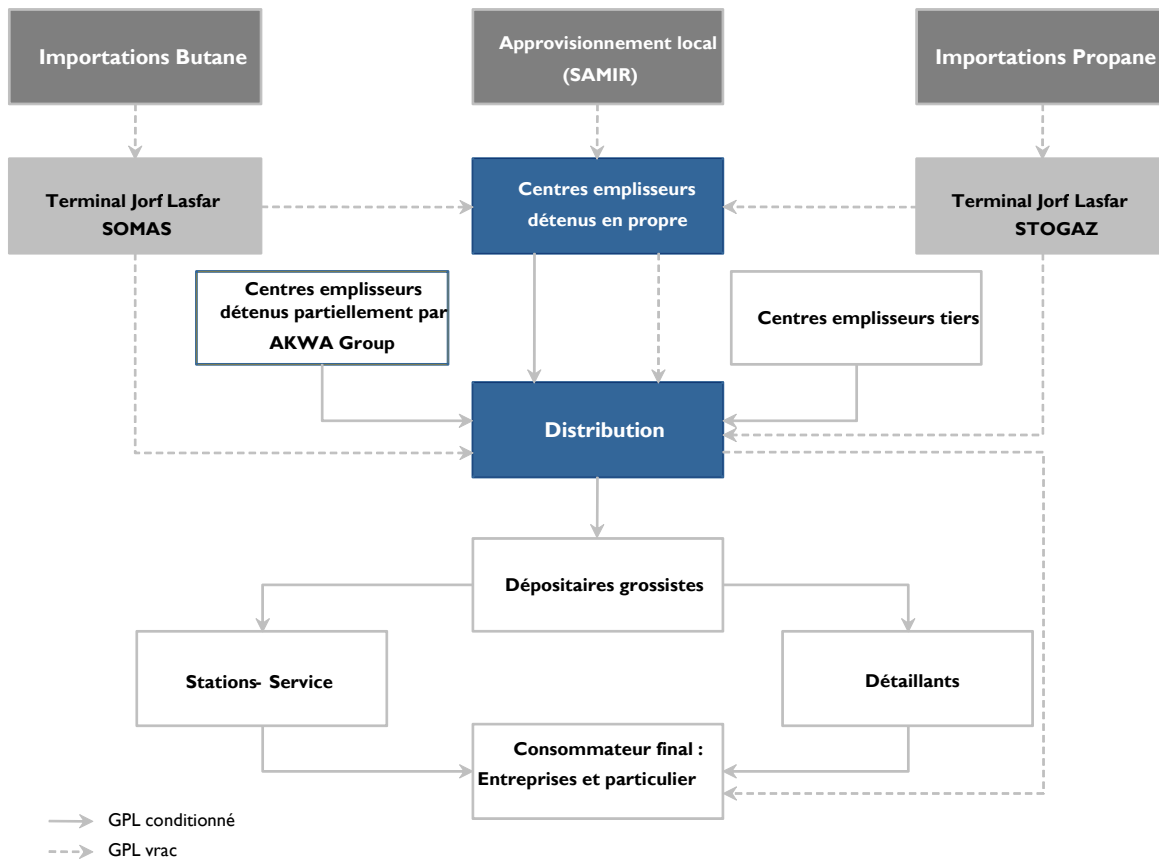 Importations Butane
Approvisionnement local
(SAMIR)
Importations Propane
Terminal Jorf Lasfar
SOMAS
Centres emplisseurs
détenus en propre
Terminal Jorf Lasfar
STOGAZ
Centres emplisseurs
détenus partiellement par
AKWA Group
Centres emplisseurs tiers
Distribution
Dépositaires grossistes
Stations- Service
Détaillants
Consommateur final :
Entreprises et particulier
GPL conditionné
GPL vrac